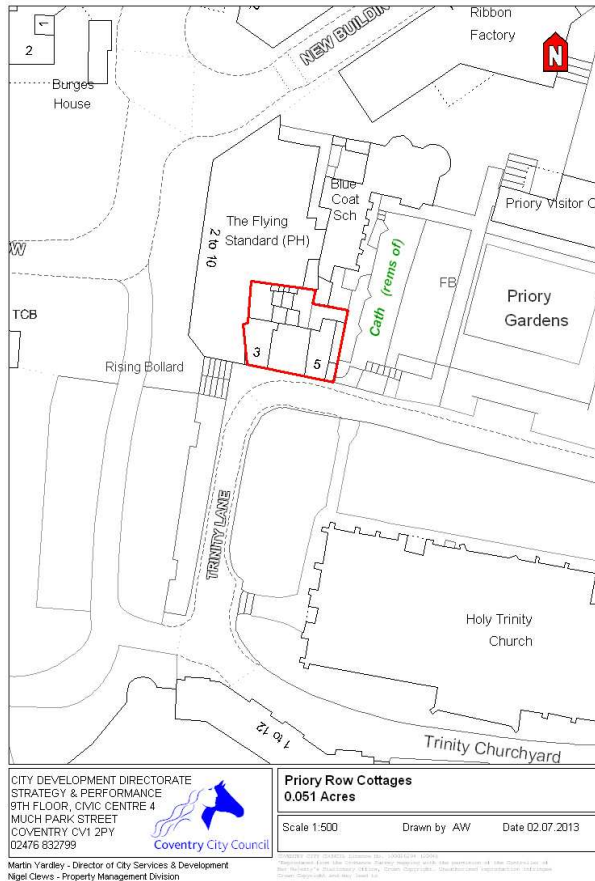 Ribbon
Factory
N
NEW BUILDIN
1
2
Burges
House
Blue
Coat
Sch
Priory Visitor C
The Flying
Standard (PH)
2 to 10
Cath (rems of)
FB
Priory
Gardens
OW
TCB
3
5
Rising Bollard
TRINITY LANE
Holy Trinity
Church
1 to 12
Trinity Churchyard
CITY DEVELOPMENT DIRECTORATE
STRATEGY & PERFORMANCE
9TH FLOOR, CIVIC CENTRE 4
MUCH PARK STREET
COVENTRY CV1 2PY
02476 832799
Coventry City Council
Priory Row Cottages
0.051 Acres
Scale 1:500 Drawn by AW Date 02.07.2013
Martin Yardley - Director of City Services & Development
Nigel Clews - Property Management Division